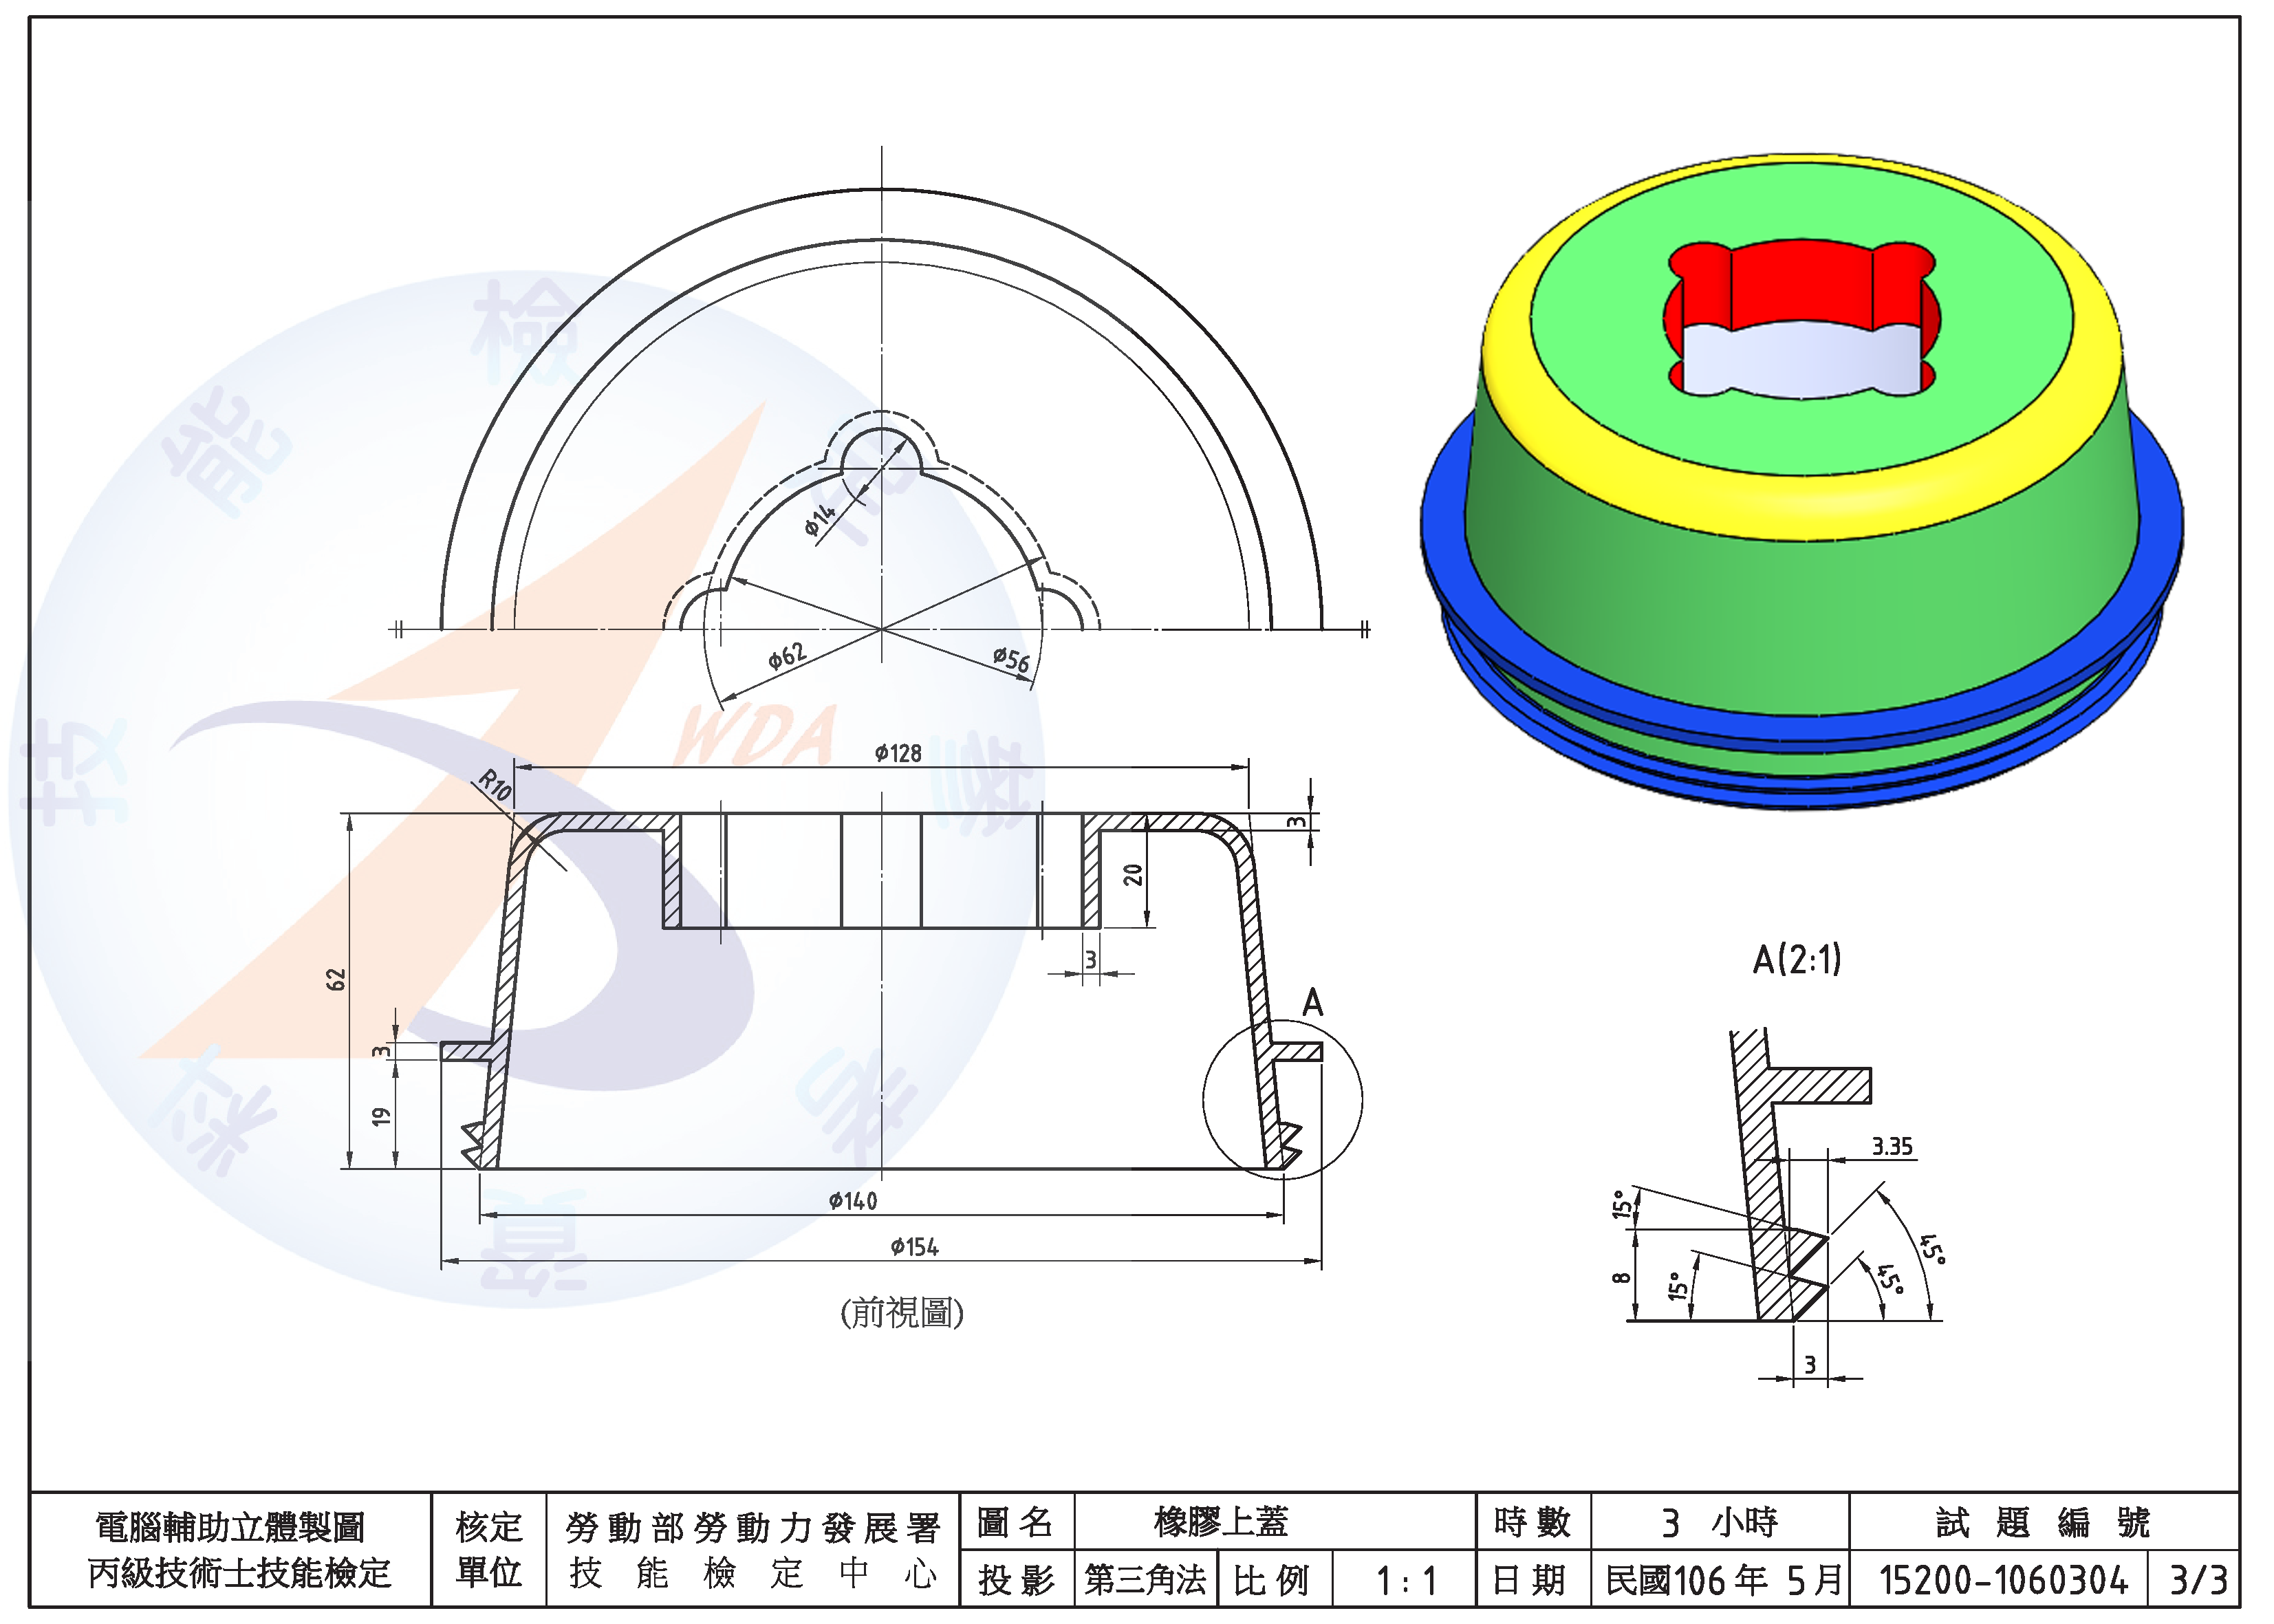 φ14
φ62
φ56
φ128
R10
3
20
62
3
A
3
19
φ140
φ154
(前視圖)
A(2:1)
3.35
15°
8
15°
45°
45°
3
檢
能
技
WDA
電腦輔助立體製圖
丙級技術士技能檢定
核定
單位
勞動部勞動力發展署
技能檢定中心
圖名
橡膠上蓋
時數
3 小時
試題編號
投影
第三角法
比例
1:1
日期
民國106年 5月
15200-1060304
3/3